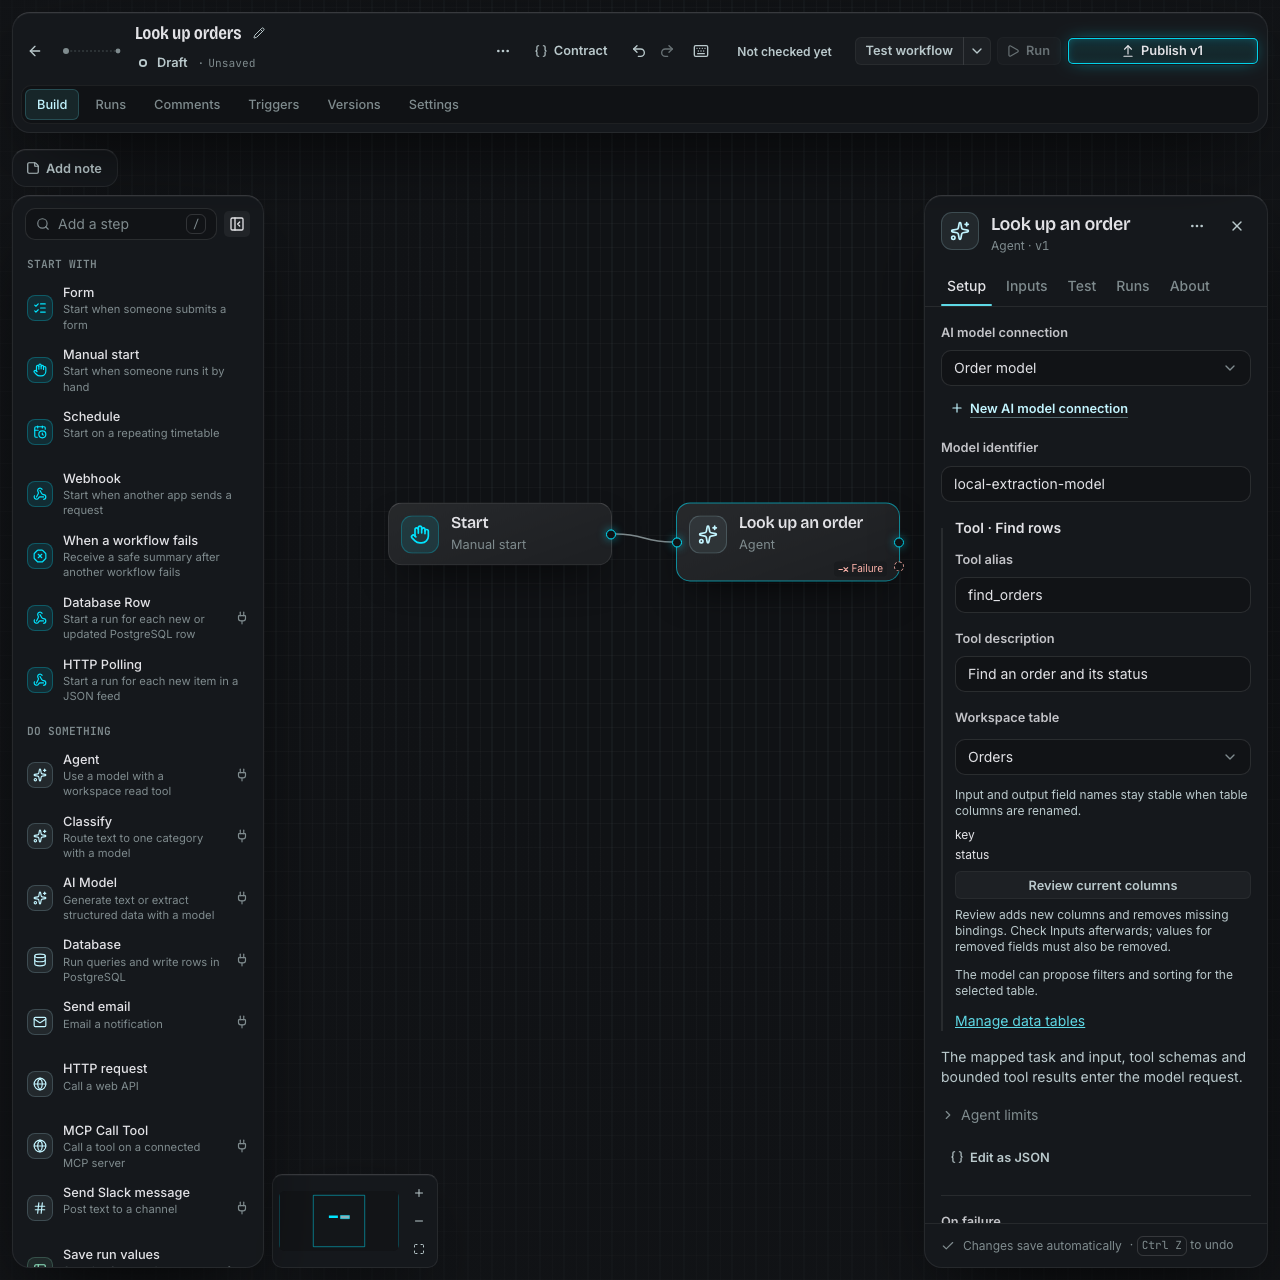 Look up orders
Draft · Unsaved
Contract
Not checked yet
Test workflow
Run
Publish v1
Build
Runs
Comments
Triggers
Versions
Settings
Add note
Add a step
/
START WITH
Form
Start when someone submits a
form
Manual start
Start when someone runs it by
hand
Schedule
Start on a repeating timetable
Webhook
Start when another app sends a
request
When a workflow fails
Receive a safe summary after
another workflow fails
Database Row
Start a run for each new or
updated PostgreSQL row
HTTP Polling
Start a run for each new item in a
JSON feed
DO SOMETHING
Agent
Use a model with a
workspace read tool
Classify
Route text to one category
with a model
AI Model
Generate text or extract
structured data with a model
Database
Run queries and write rows in
PostgreSQL
Send email
Email a notification
HTTP request
Call a web API
MCP Call Tool
Call a tool on a connected
MCP server
Send Slack message
Post text to a channel
Save run values
Start
Manual start
Look up an order
Agent
Failure
Look up an order
Agent · v1
Setup
Inputs
Test
Runs
About
AI model connection
Order model
New AI model connection
Model identifier
local-extraction-model
Tool · Find rows
Tool alias
find_orders
Tool description
Find an order and its status
Workspace table
Orders
Input and output field names stay stable when table
columns are renamed.
key
status
Review current columns
Review adds new columns and removes missing
bindings. Check Inputs afterwards; values for
removed fields must also be removed.
The model can propose filters and sorting for the
selected table.
Manage data tables
The mapped task and input, tool schemas and
bounded tool results enter the model request.
Agent limits
{ } Edit as JSON
On failure
Changes save automatically · Ctrl Z to undo